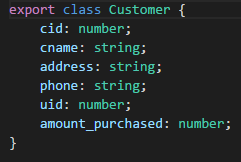 export class Customer {
    cid: number;
    cname: string;
    address: string;
    phone: string;
    uid: number;
    amount_purchased: number;
}